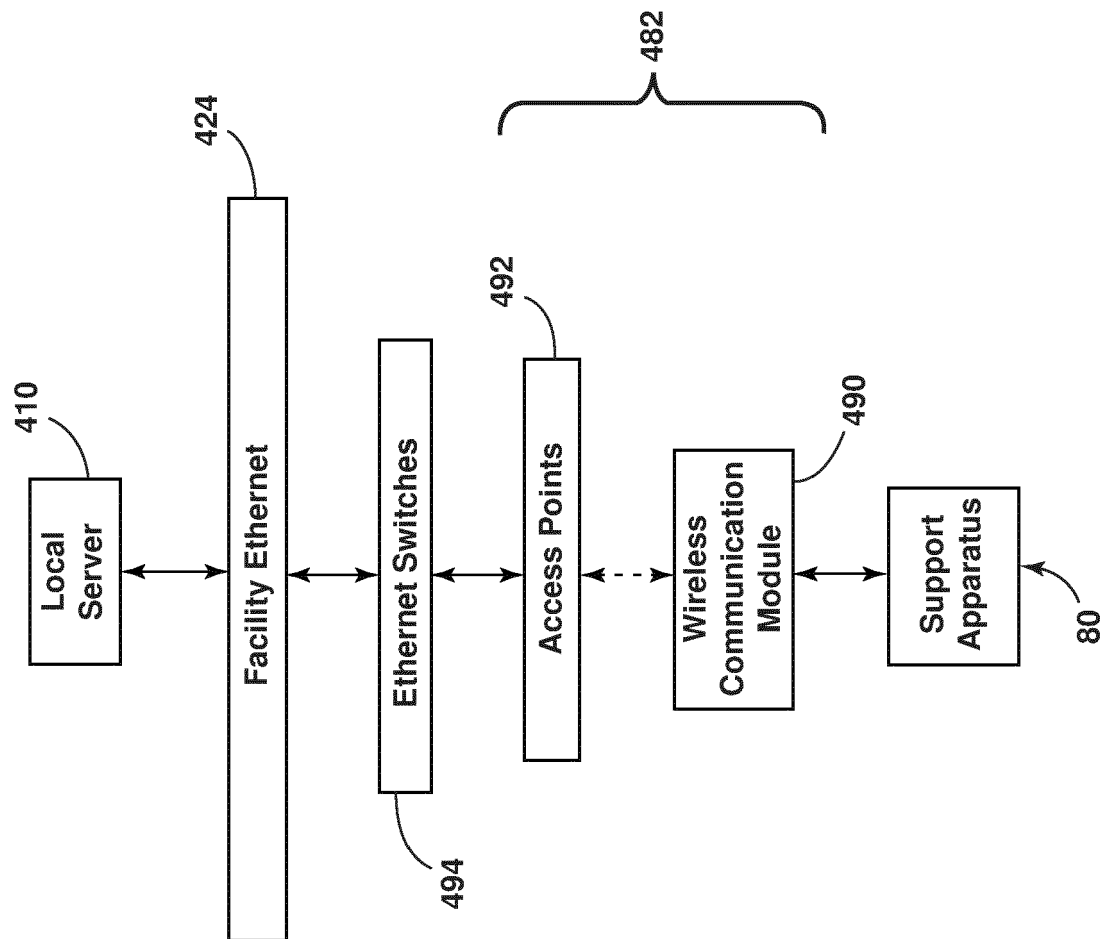 410
Local
Server
424
Facility Ethernet
Ethernet Switches
494
492
Access Points
482
Wireless
Communication
Module
490
Support
Apparatus
80